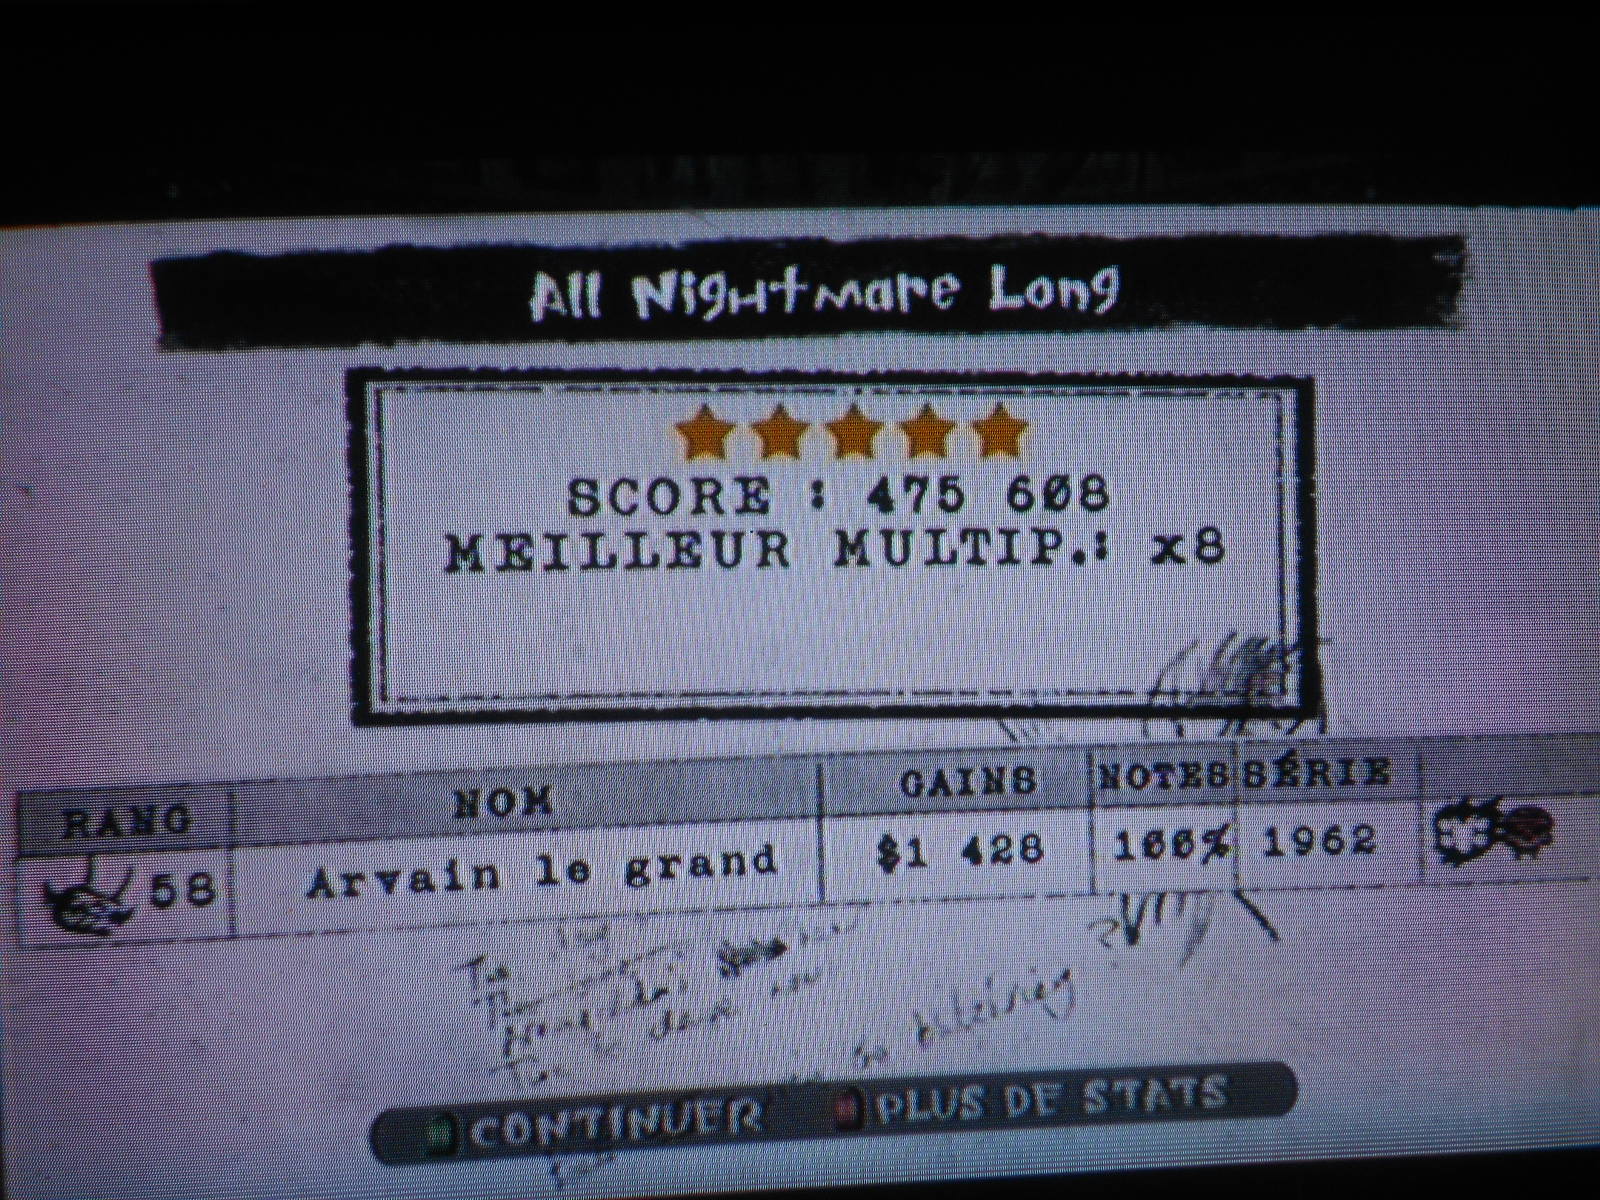 All Nightmare Long
SCORE : 475 608
MEILLEUR MULTIP.: x8
RANG NOM GAINS NOTES SÉRIE
58 Arvain le grand $1 428 100% 1962
so
CONTINUER PLUS DE STATS